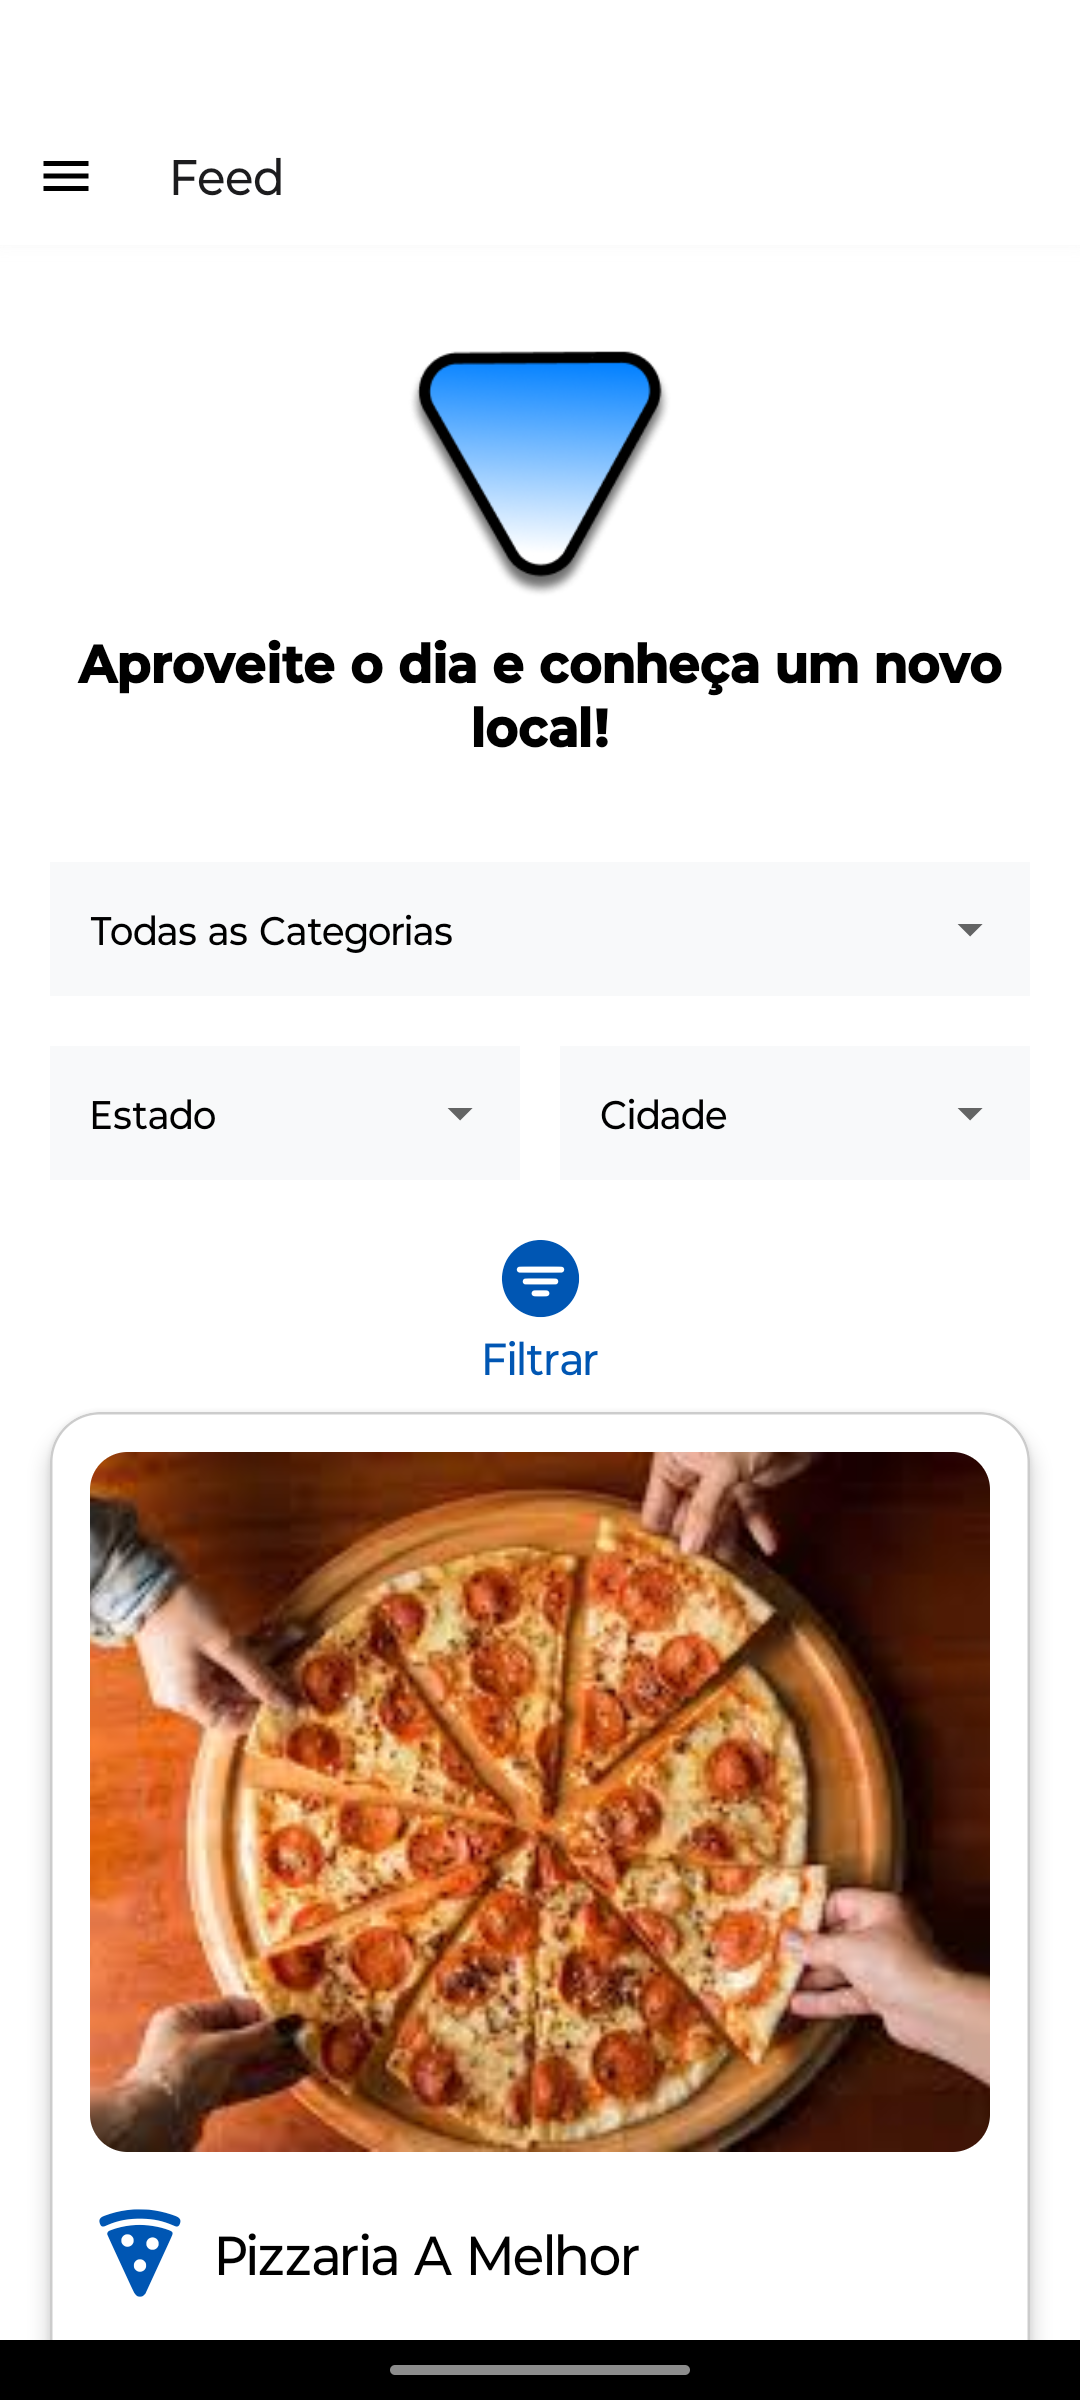 Feed
Aproveite o dia e conheça um novo
local!
Todas as Categorias
Estado
Cidade
Filtrar
Pizzaria A Melhor